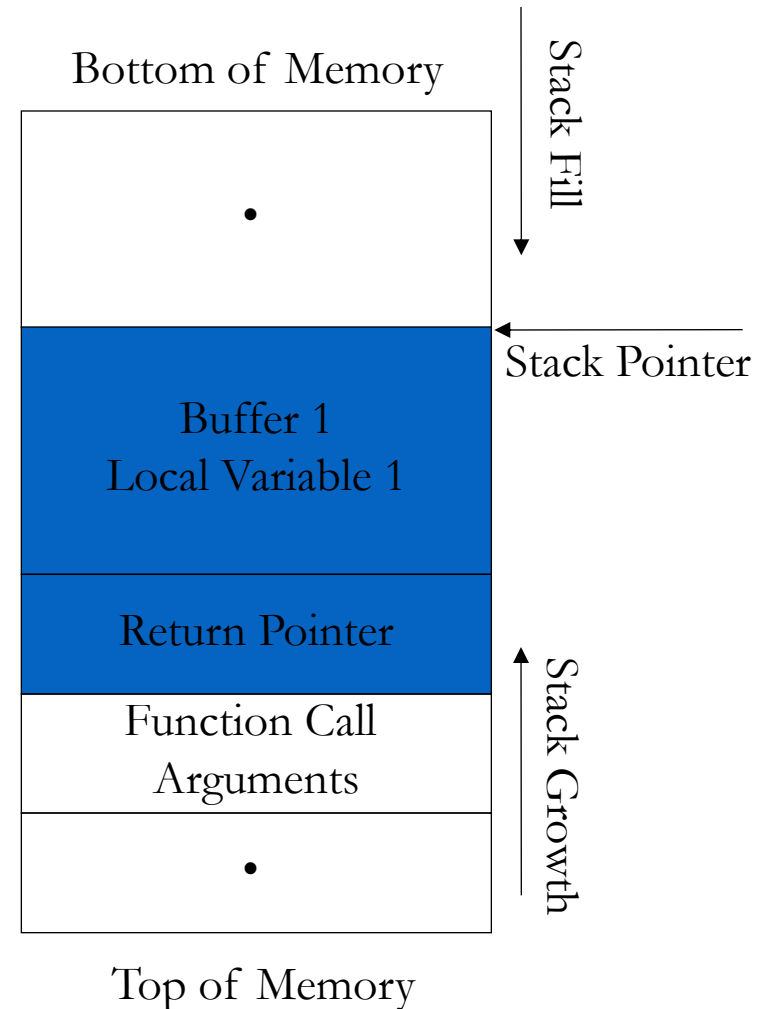 Bottom of Memory
Stack Fill
Stack Pointer
Buffer 1
Local Variable 1
Return Pointer
Function Call
Arguments
Stack Growth
Top of Memory